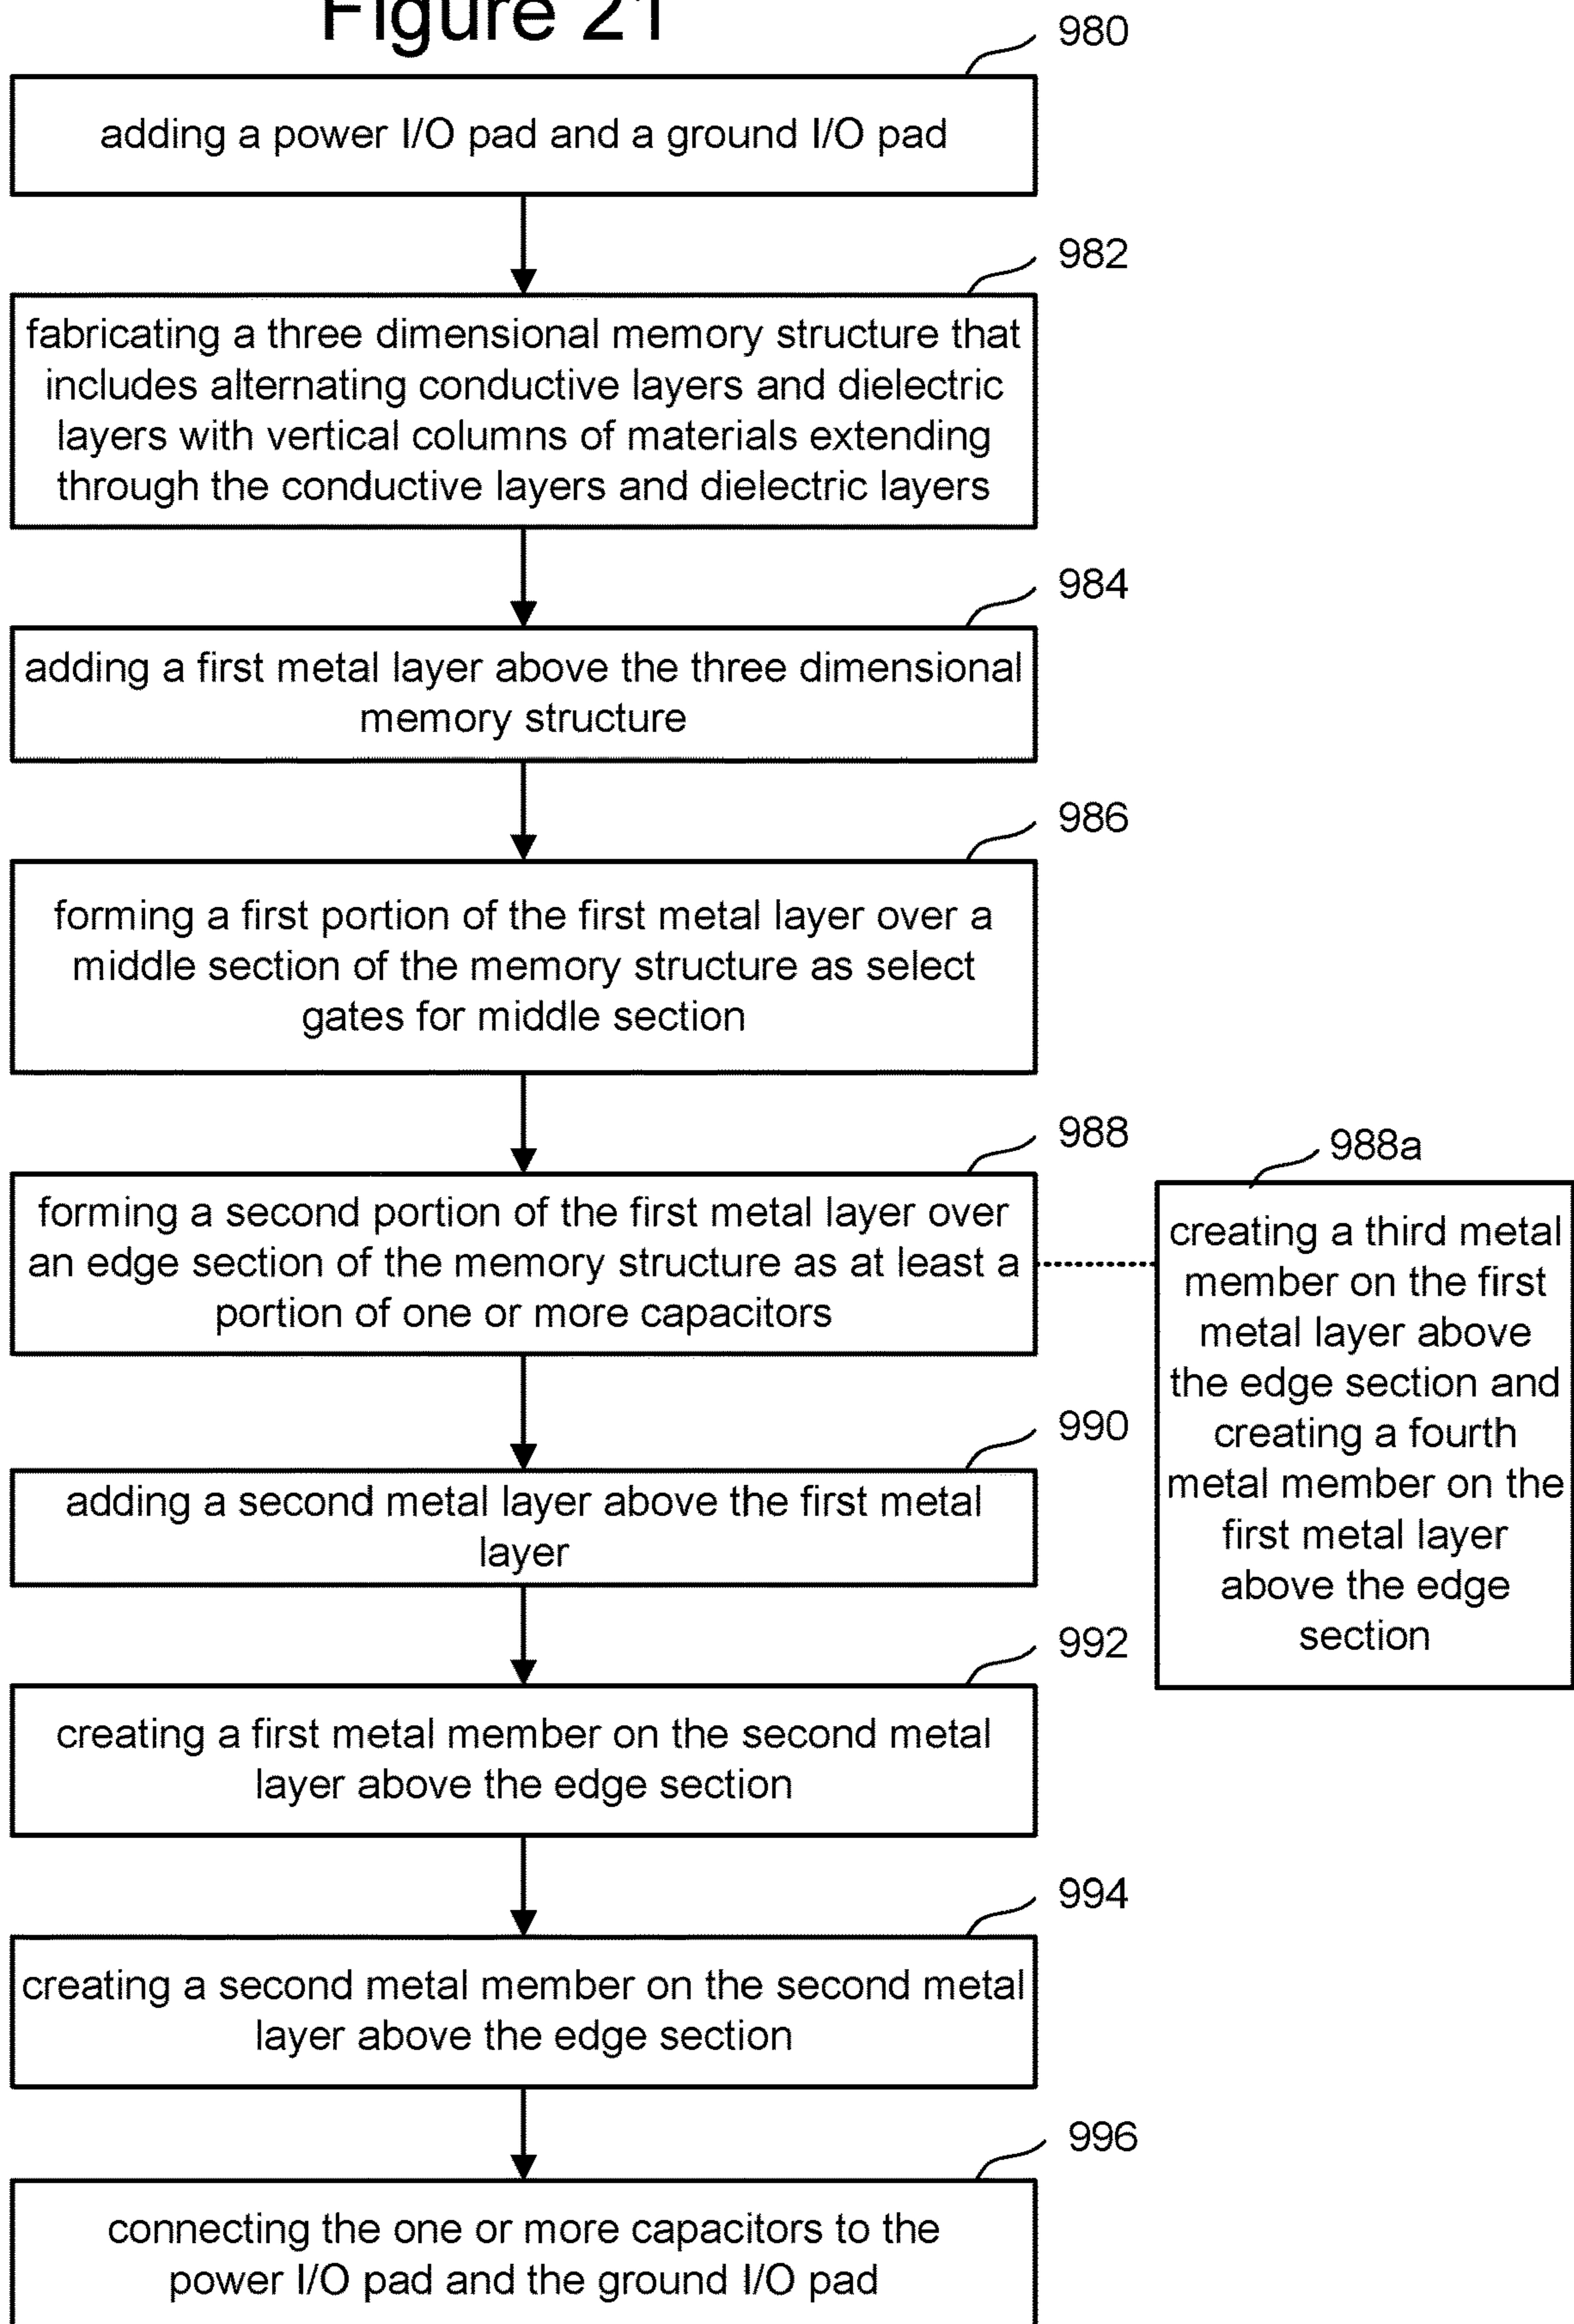 Figure 21
980
adding a power I/O pad and a ground I/O pad
982
fabricating a three dimensional memory structure that
includes alternating conductive layers and dielectric
layers with vertical columns of materials extending
through the conductive layers and dielectric layers
984
adding a first metal layer above the three dimensional
memory structure
986
forming a first portion of the first metal layer over a
middle section of the memory structure as select
gates for middle section
988
forming a second portion of the first metal layer over
an edge section of the memory structure as at least a
portion of one or more capacitors
988a
creating a third metal
member on the first
metal layer above
the edge section and
creating a fourth
metal member on the
first metal layer
above the edge
section
990
adding a second metal layer above the first metal
layer
992
creating a first metal member on the second metal
layer above the edge section
994
creating a second metal member on the second metal
layer above the edge section
996
connecting the one or more capacitors to the
power I/O pad and the ground I/O pad